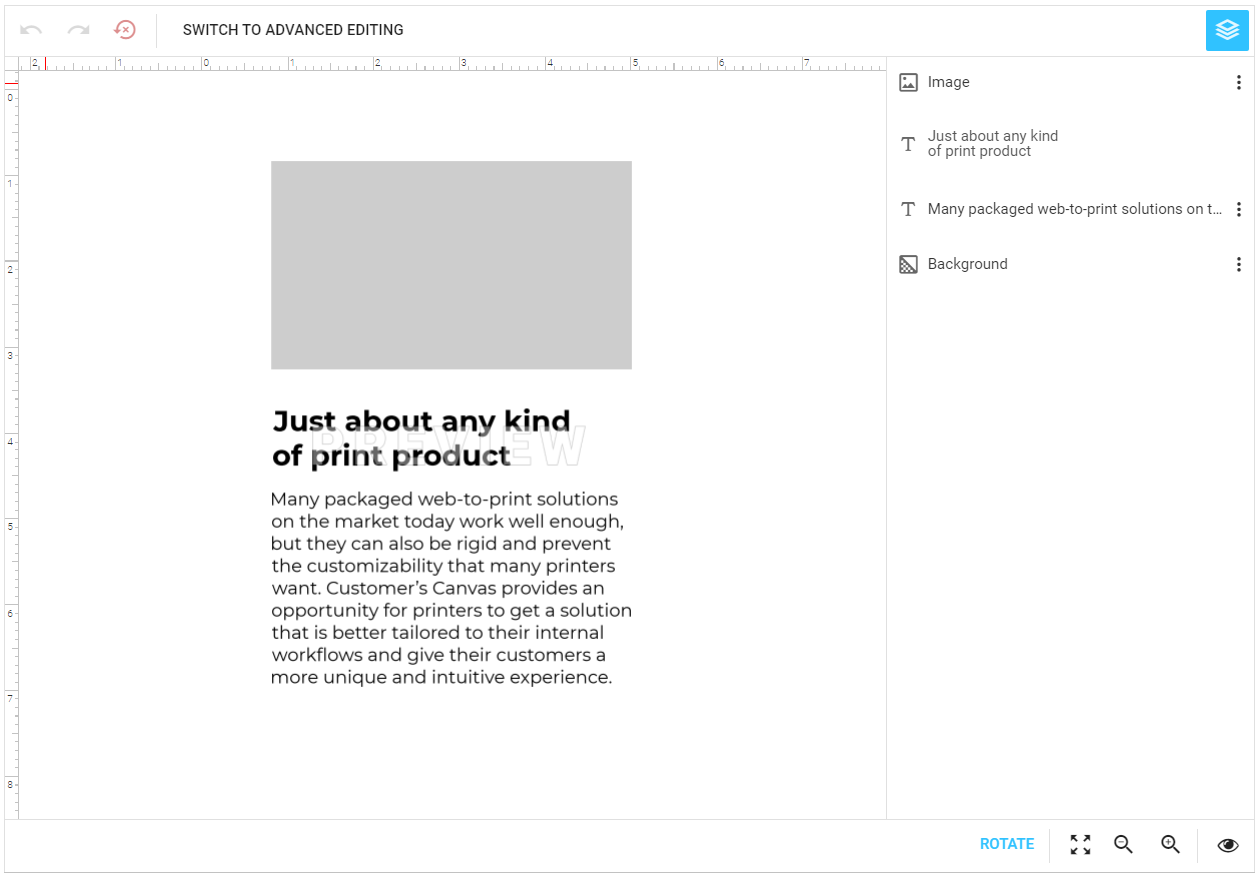 SWITCH TO ADVANCED EDITING
2 1 0 1 2 3 4 5 6 7
Image
Just about any kind
of print product
Many packaged web-to-print solutions on t...
Background
0
1
2
3
4
5
6
7
8
Just about any kind
of print product
PREVIEW
Many packaged web-to-print solutions
on the market today work well enough,
but they can also be rigid and prevent
the customizability that many printers
want. Customer’s Canvas provides an
opportunity for printers to get a solution
that is better tailored to their internal
workflows and give their customers a
more unique and intuitive experience.
ROTATE